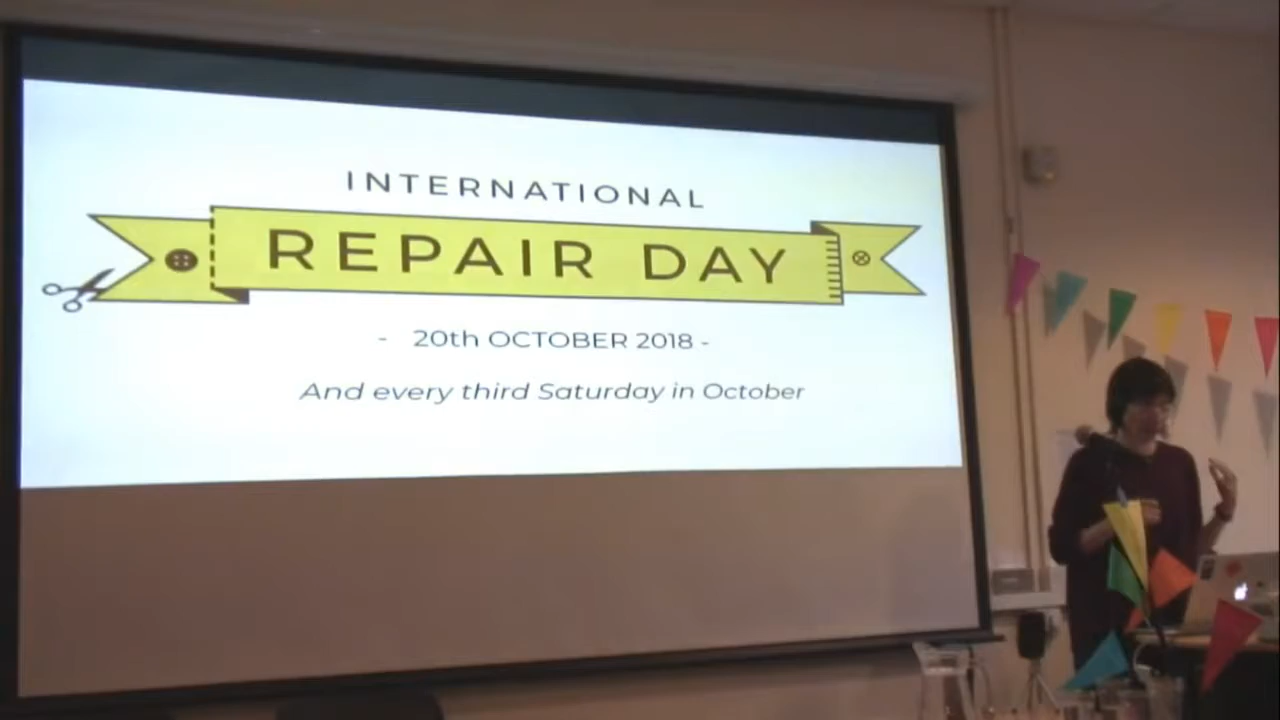 INTERNATIONAL
REPAIR DAY
- 20th OCTOBER 2018 -
And every third Saturday in October